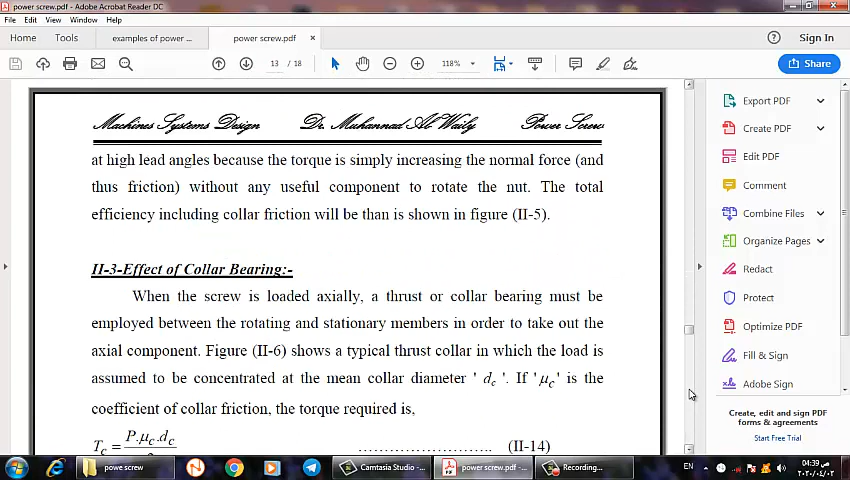 power screw.pdf - Adobe Acrobat Reader DC
File Edit View Window Help
Home Tools examples of power ... power screw.pdf × Sign In
13 / 18 118% Share
Machines Systems Design Dr. Muhannad Al Waily Power Screw
at high lead angles because the torque is simply increasing the normal force (and
thus friction) without any useful component to rotate the nut. The total
efficiency including collar friction will be than is shown in figure (II-5).
II-3-Effect of Collar Bearing:-
When the screw is loaded axially, a thrust or collar bearing must be
employed between the rotating and stationary members in order to take out the
axial component. Figure (II-6) shows a typical thrust collar in which the load is
assumed to be concentrated at the mean collar diameter ' d_c '. If ' μ_c ' is the
coefficient of collar friction, the torque required is,
T_c = P.μ_c.d_c ........................... (II-14)
Export PDF
Create PDF
Edit PDF
Comment
Combine Files
Organize Pages
Redact
Protect
Optimize PDF
Fill & Sign
Adobe Sign
Create, edit and sign PDF
forms & agreements
Start Free Trial
powe screw Camtasia Studio - ... power screw.pdf - ... Recording... EN 04:39 ص
٢٠٢٠/٠٤/٠٢